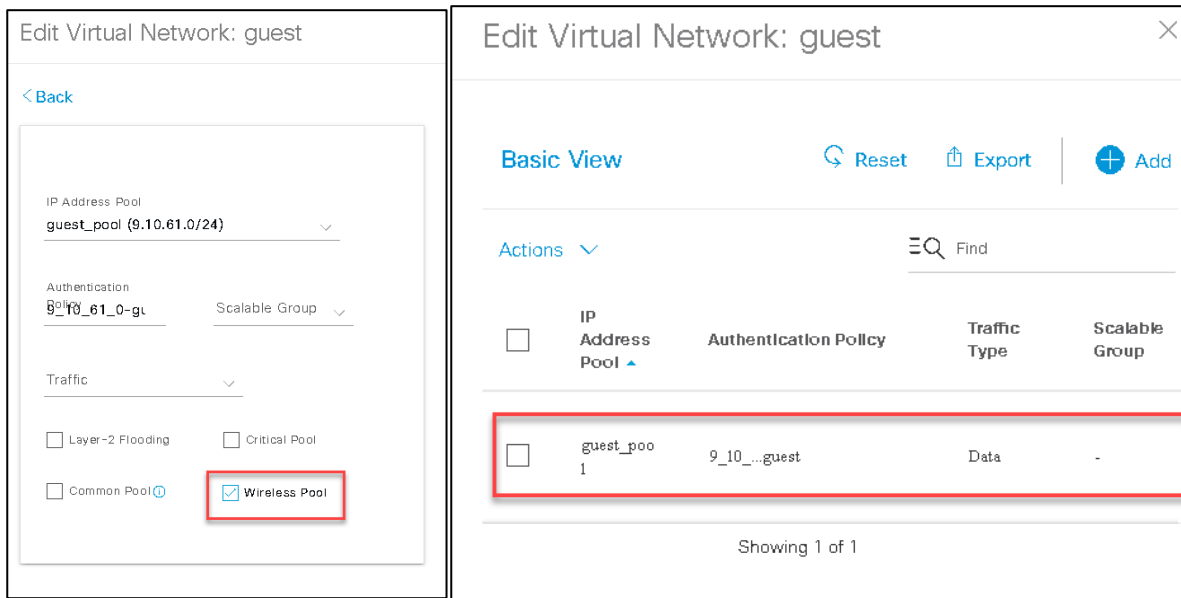 Edit Virtual Network: guest
<Back
IP Address Pool
guest_pool (9.10.61.0/24)
Authentication
Policy
9_10_61_0-gu
Scalable Group
Traffic
Layer-2 Flooding
Critical Pool
Common Pool
Wireless Pool
Edit Virtual Network: guest
Basic View
Reset
Export
Add
Actions
Find
IP
Address
Pool
Authentication Policy
Traffic
Type
Scalable
Group
guest_poo
l
9_10_...guest
Data
-
Showing 1 of 1